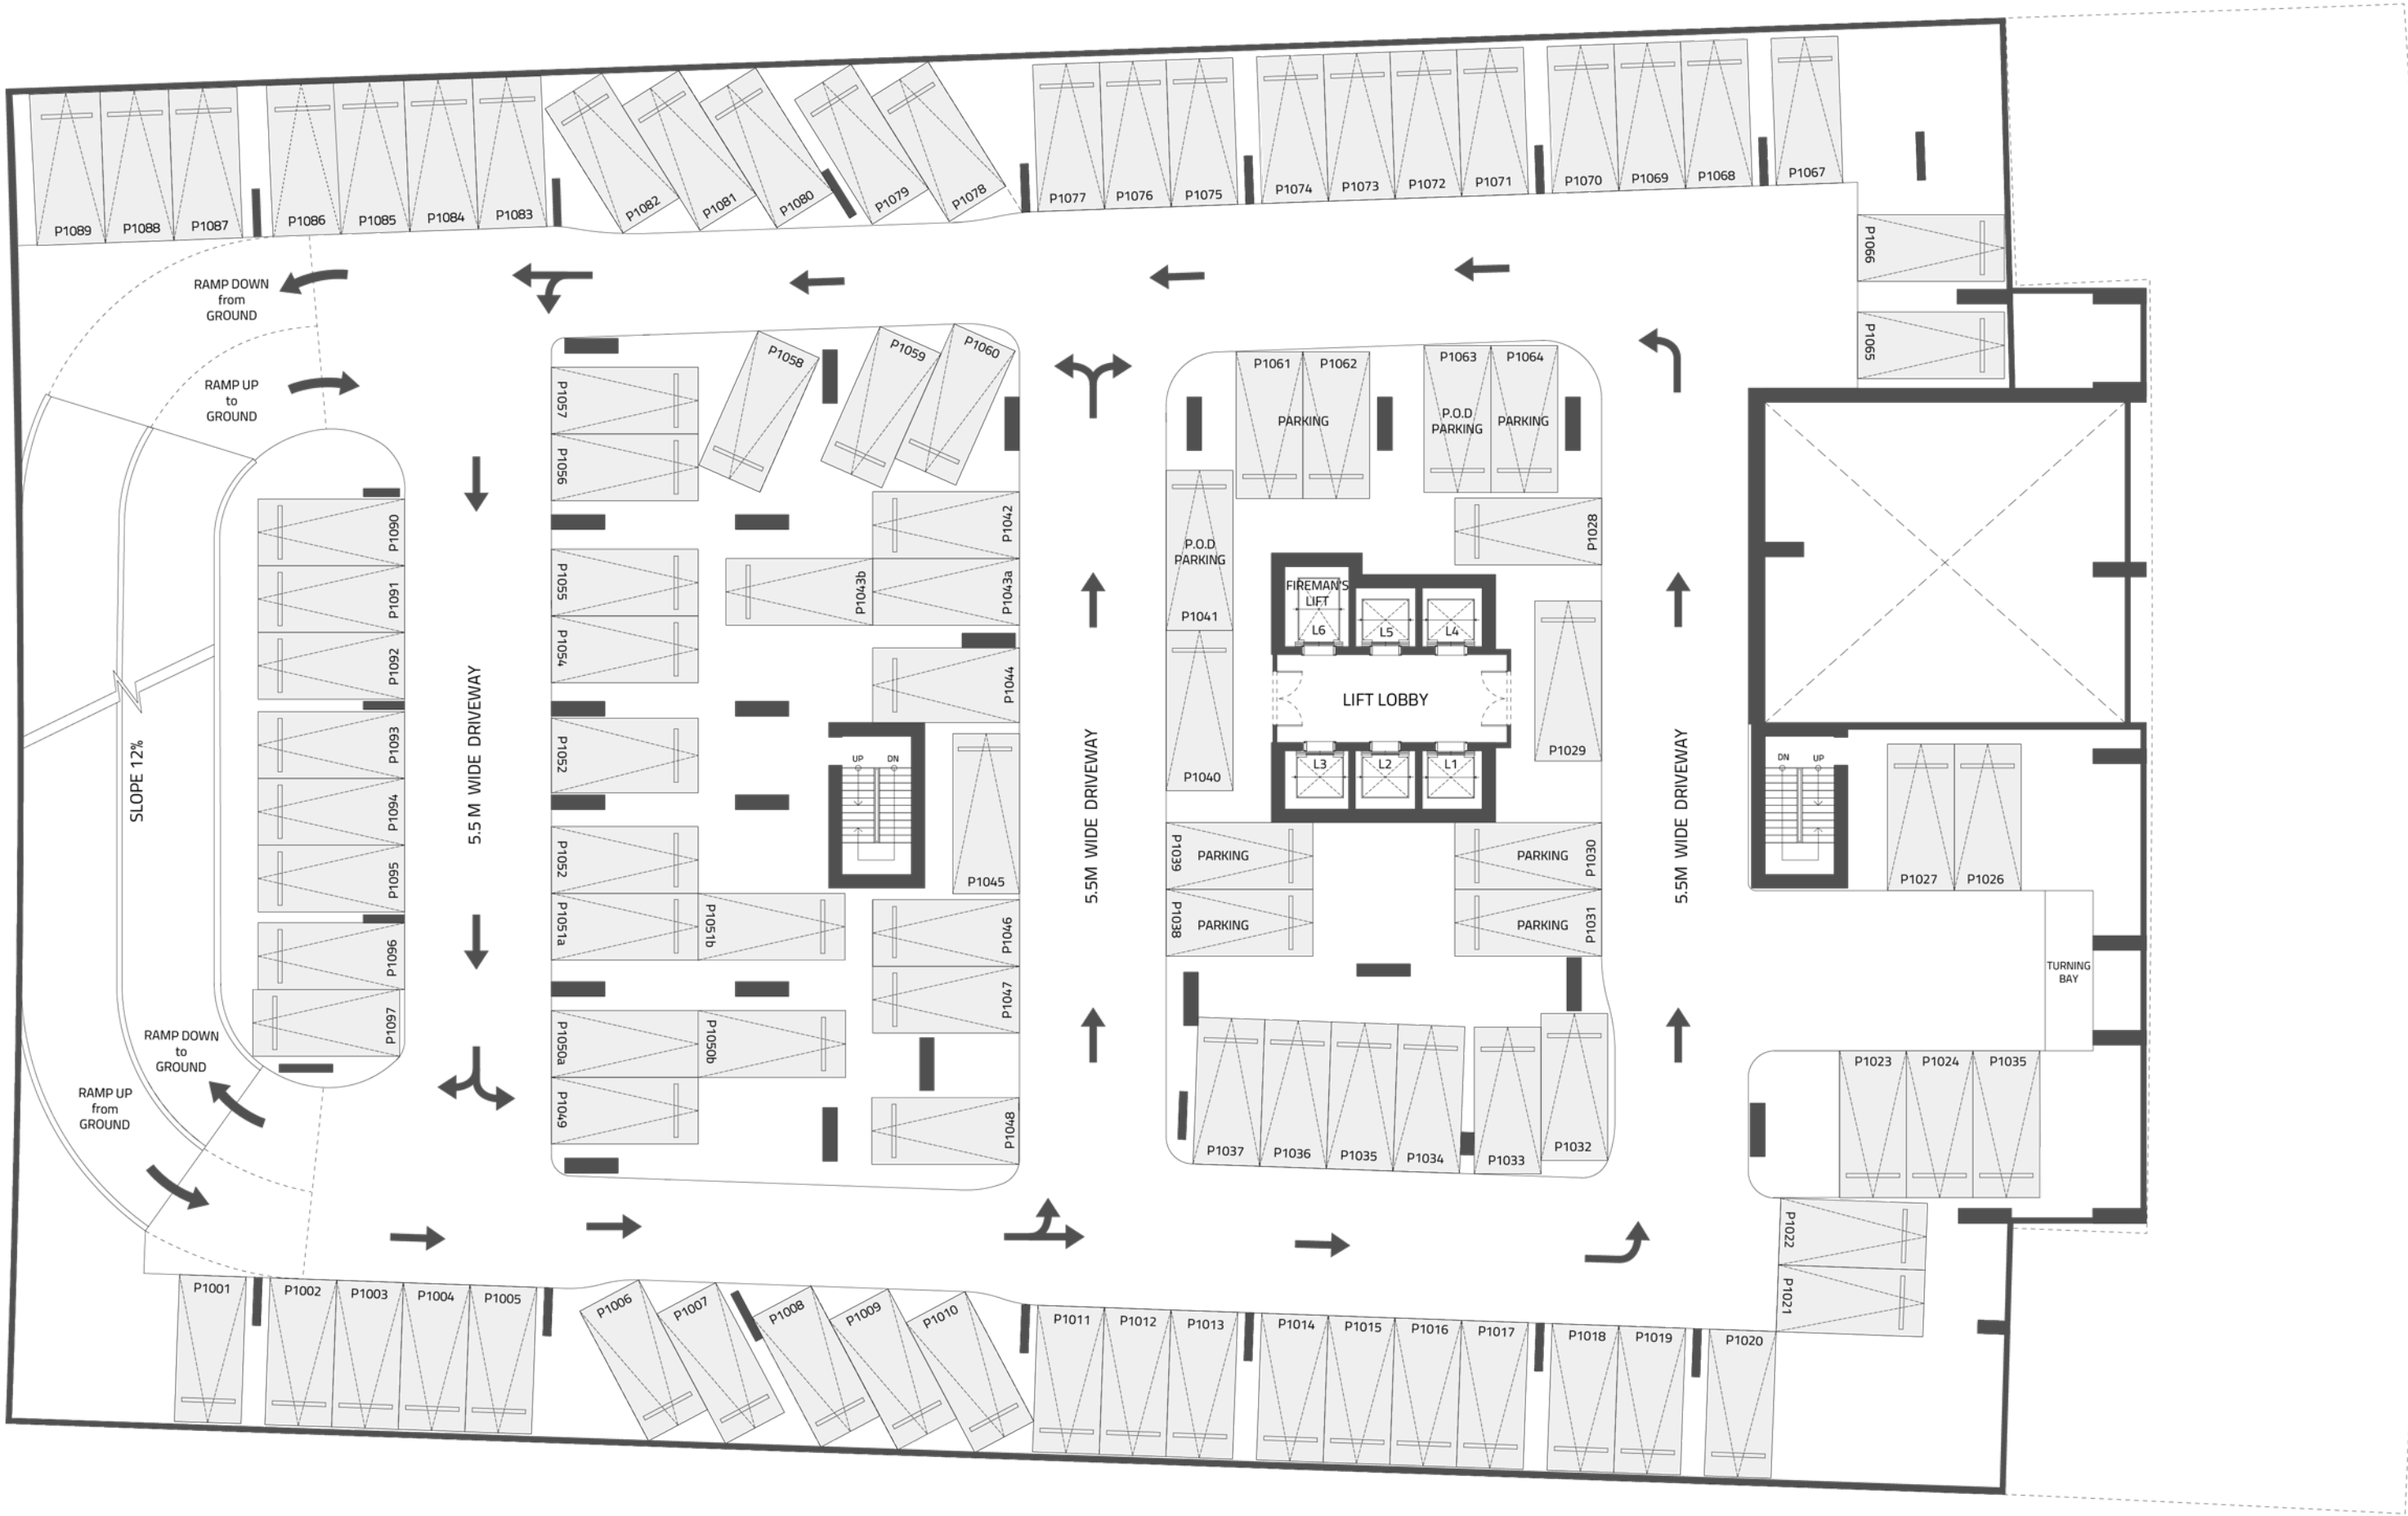 P1089
P1088
P1087
P1086
P1085
P1084
P1083
P1082
P1081
P1080
P1079
P1078
P1077
P1076
P1075
P1074
P1073
P1072
P1071
P1070
P1069
P1068
P1067
P1066
P1065
RAMP DOWN
from
GROUND
RAMP UP
to
GROUND
P1057
P1056
P1058
P1059
P1060
P1061
P1062
PARKING
P1063
P1064
P.O.D
PARKING
PARKING
P1090
P1091
P1092
P1093
P1094
P1095
P1096
P1097
5.5 M WIDE DRIVEWAY
SLOPE 12%
P1055
P1054
P1052
P1052
P1051a
P1051b
P1050a
P1050b
P1049
P1042
P1043b
P1043a
P1044
UP
DN
P1045
P1046
P1047
P1048
5.5M WIDE DRIVEWAY
P.O.D
PARKING
P1041
P1040
P1028
FIREMAN'S
LIFT
L6
L5
L4
LIFT LOBBY
L3
L2
L1
P1029
P1039
PARKING
P1038
PARKING
PARKING
P1030
PARKING
P1031
5.5M WIDE DRIVEWAY
DN
UP
P1027
P1026
TURNING
BAY
P1023
P1024
P1035
P1037
P1036
P1035
P1034
P1033
P1032
P1022
P1021
RAMP DOWN
to
GROUND
RAMP UP
from
GROUND
P1001
P1002
P1003
P1004
P1005
P1006
P1007
P1008
P1009
P1010
P1011
P1012
P1013
P1014
P1015
P1016
P1017
P1018
P1019
P1020